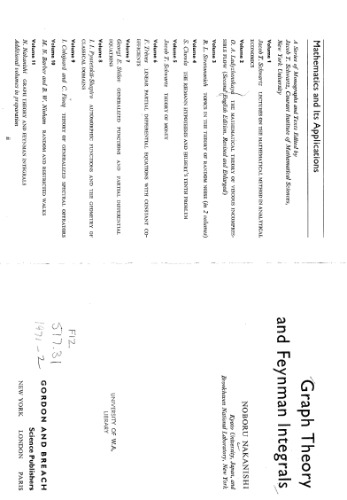 Mathematics and Its Applications
A Series of Monographs and Texts Edited by
Jacob T. Schwartz, Courant Institute of Mathematical Sciences,
New York University
Volume 1
Jacob T. Schwartz LECTURES ON THE MATHEMATICAL METHOD IN ANALYTICAL
ECONOMICS
Volume 2
O. A. Ladyzhenskaya THE MATHEMATICAL THEORY OF VISCOUS INCOMPRES-
SIBLE FLOW (Second English Edition, Revised and Enlarged)
Volume 3
R. L. Stratonovich TOPICS IN THE THEORY OF RANDOM NOISE (in 2 volumes)
Volume 4
S. Chowla THE RIEMANN HYPOTHESIS AND HILBERT'S TENTH PROBLEM
Volume 5
Jacob T. Schwartz THEORY OF MONEY
Volume 6
F. Treves LINEAR PARTIAL DIFFERENTIAL EQUATIONS WITH CONSTANT CO-
EFFICIENTS
Volume 7
Georgi E. Shilov GENERALIZED FUNCTIONS AND PARTIAL DIFFERENTIAL
EQUATIONS
Volume 8
I. I. Pyatetskii-Shapiro AUTOMORPHIC FUNCTIONS AND THE GEOMETRY OF
CLASSICAL DOMAINS
Volume 9
I. Colojoară and C. Foiaş THEORY OF GENERALIZED SPECTRAL OPERATORS
Volume 10
M. N. Barber and B. W. Ninham RANDOM AND RESTRICTED WALKS
Volume 11
N. Nakanishi GRAPH THEORY AND FEYNMAN INTEGRALS
Additional volumes in preparation
ii
Graph Theory
and Feynman Integrals
NOBORU NAKANISHI
Kyoto University, Japan, and
Brookhaven National Laboratory, New York
UNIVERSITY OF W.A.
LIBRARY
F12
517.31
1971-2
GORDON AND BREACH
Science Publishers
NEW YORK LONDON PARIS